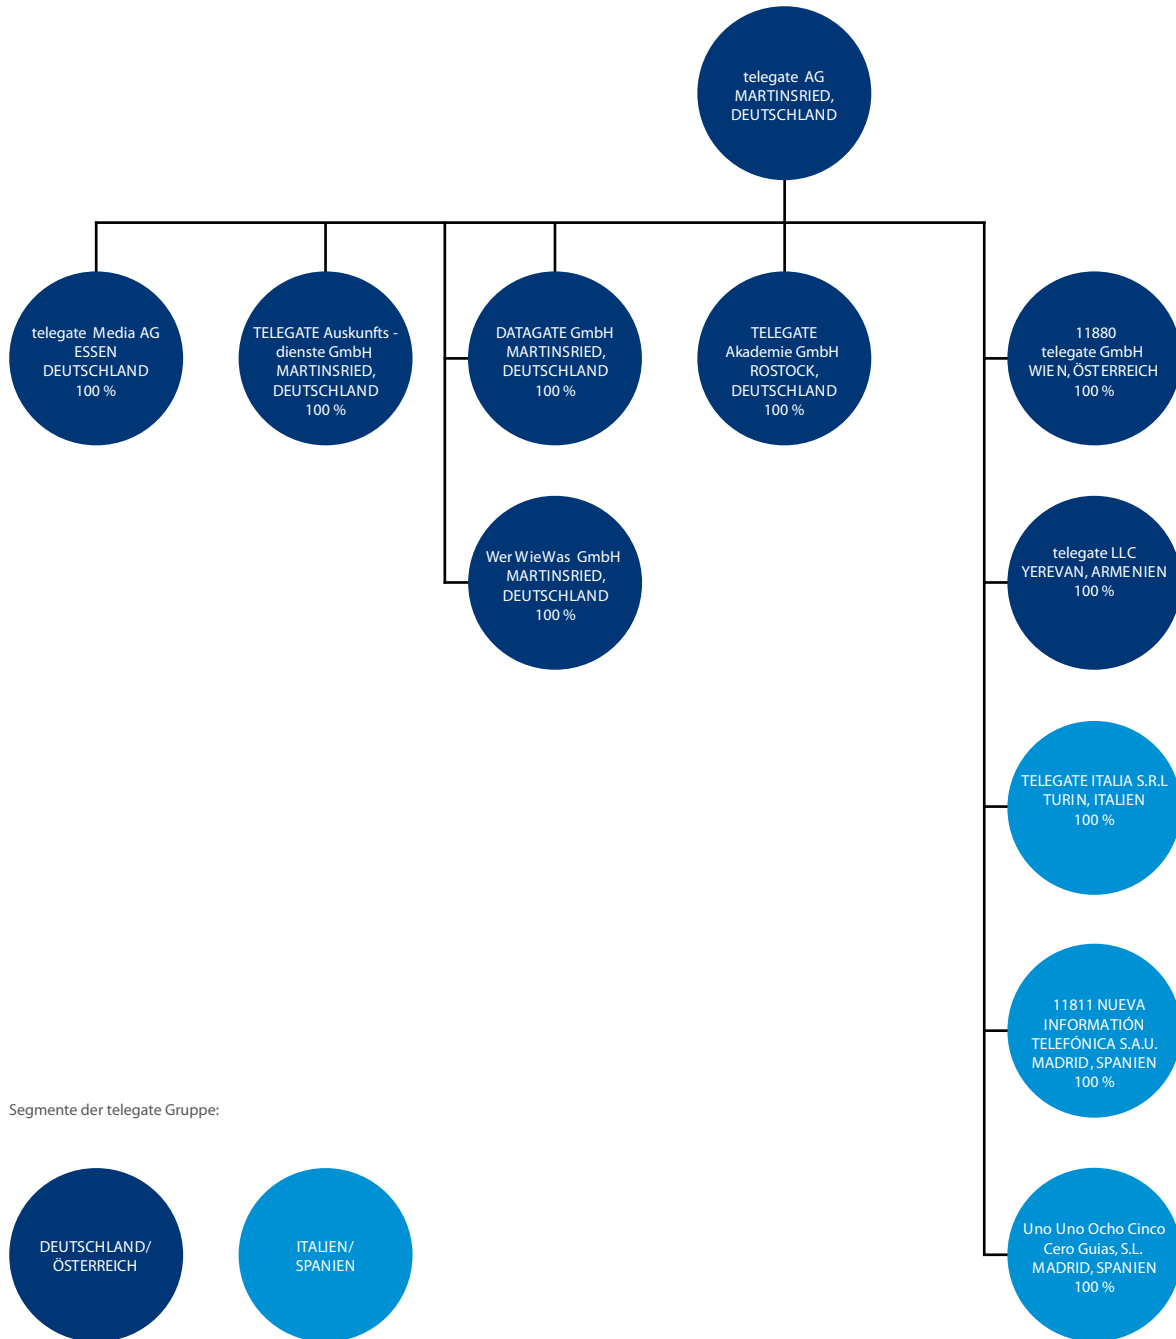 telegate AG
MARTINSRIED,
DEUTSCHLAND
telegate Media AG
ESSEN
DEUTSCHLAND
100 %
TELEGATE Auskunfts -
dienste GmbH
MARTINSRIED,
DEUTSCHLAND
100 %
DATAGATE GmbH
MARTINSRIED,
DEUTSCHLAND
100 %
TELEGATE
Akademie GmbH
ROSTOCK,
DEUTSCHLAND
100 %
11880
telegate GmbH
WIEN, ÖSTERREICH
100 %
Wer WieWas GmbH
MARTINSRIED,
DEUTSCHLAND
100 %
telegate LLC
YEREVAN, ARMENIEN
100 %
TELEGATE ITALIA S.R.L
TURIN, ITALIEN
100 %
11811 NUEVA
INFORMATIÓN
TELEFÓNICA S.A.U.
MADRID, SPANIEN
100 %
Uno Uno Ocho Cinco
Cero Guias, S.L.
MADRID, SPANIEN
100 %
Segmente der telegate Gruppe:
DEUTSCHLAND/
ÖSTERREICH
ITALIEN/
SPANIEN